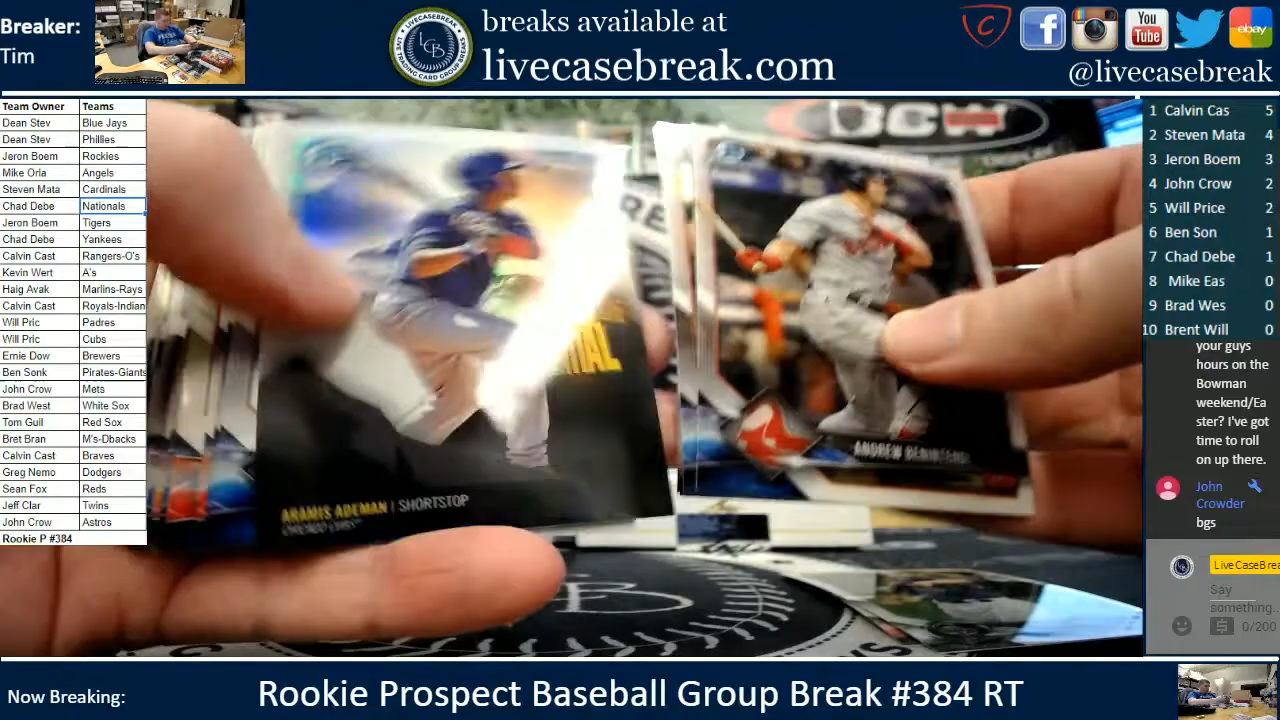 Breaker:
Tim
LCB
breaks available at
livecasebreak.com
You
Tube
ebay
@livecasebreak
Team Owner Teams
Dean Stev Blue Jays
Dean Stev Phillies
Jeron Boem Rockies
Mike Orla Angels
Steven Mata Cardinals
Chad Debe Nationals
Jeron Boem Tigers
Chad Debe Yankees
Calvin Cast Rangers-O's
Kevin Wert A's
Haig Avak Marlins-Rays
Calvin Cast Royals-Indian
Will Pric Padres
Will Pric Cubs
Ernie Dow Brewers
Ben Sonk Pirates-Giants
John Crow Mets
Brad West White Sox
Tom Guil Red Sox
Bret Bran M's-Dbacks
Calvin Cast Braves
Greg Nemo Dodgers
Sean Fox Reds
Jeff Clar Twins
John Crow Astros
Rookie P #384
ARAMIS ADEMAN | SHORTSTOP
CHICAGO CUBS
ANDREW BENINTENDI
1 Calvin Cas 5
2 Steven Mata 4
3 Jeron Boem 3
4 John Crow 2
5 Will Price 2
6 Ben Son 1
7 Chad Debe 1
8 Mike Eas 0
9 Brad Wes 0
10 Brent Will 0
your guys
hours on the
Bowman
weekend/Ea
ster? I've got
time to roll
on up there.
John
Crowder
bgs
LiveCaseBrea
Say
something...
0/200
Now Breaking:
Rookie Prospect Baseball Group Break #384 RT